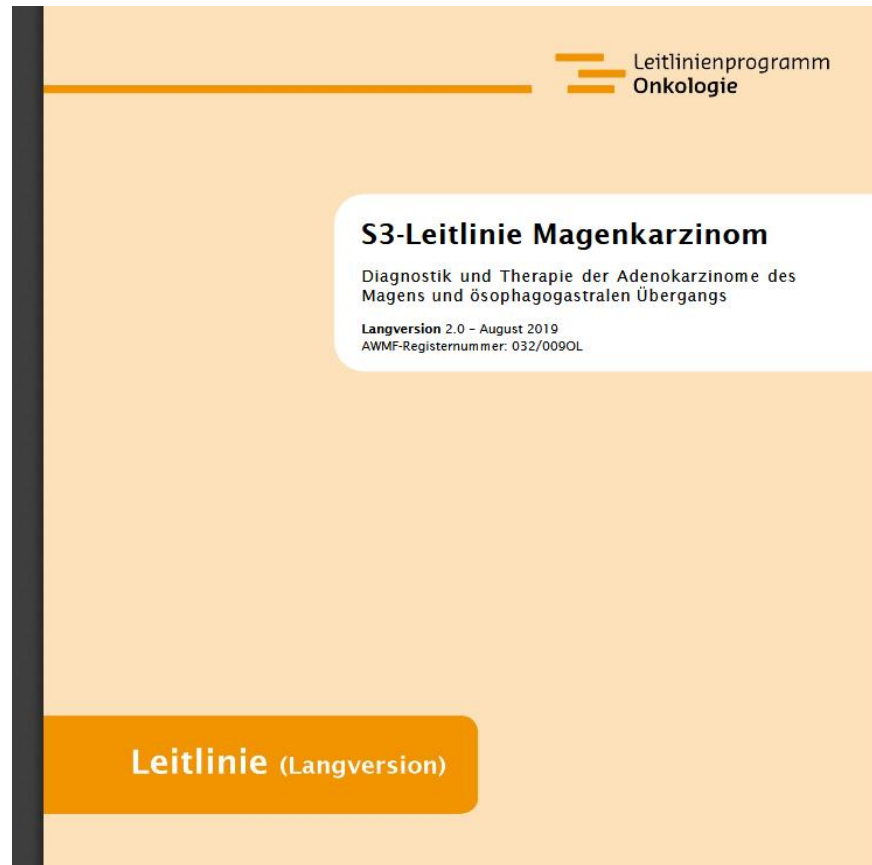 Leitlinienprogramm
Onkologie
S3-Leitlinie Magenkarzinom
Diagnostik und Therapie der Adenokarzinome des
Magens und ösophagogastralen Übergangs
Langversion 2.0 – August 2019
AWMF-Registernummer: 032/009OL
Leitlinie (Langversion)